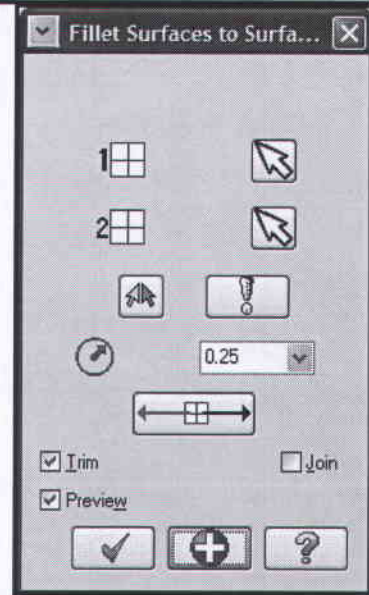 Fillet Surfaces to Surfa...
1
2
0.25
Trim
Join
Preview